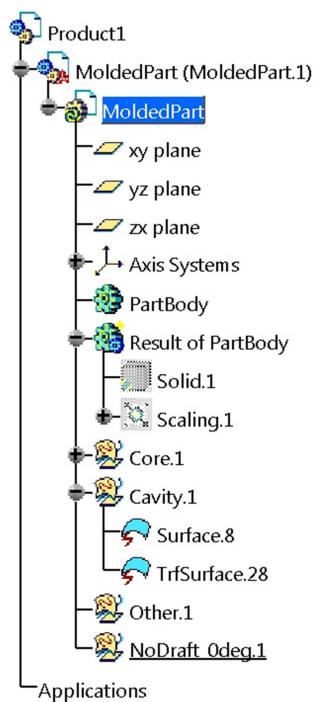 Product1
MoldedPart (MoldedPart.1)
MoldedPart
xy plane
yz plane
zx plane
Axis Systems
PartBody
Result of PartBody
Solid.1
Scaling.1
Core.1
Cavity.1
Surface.8
TrfSurface.28
Other.1
NoDraft_0deg.1
Applications